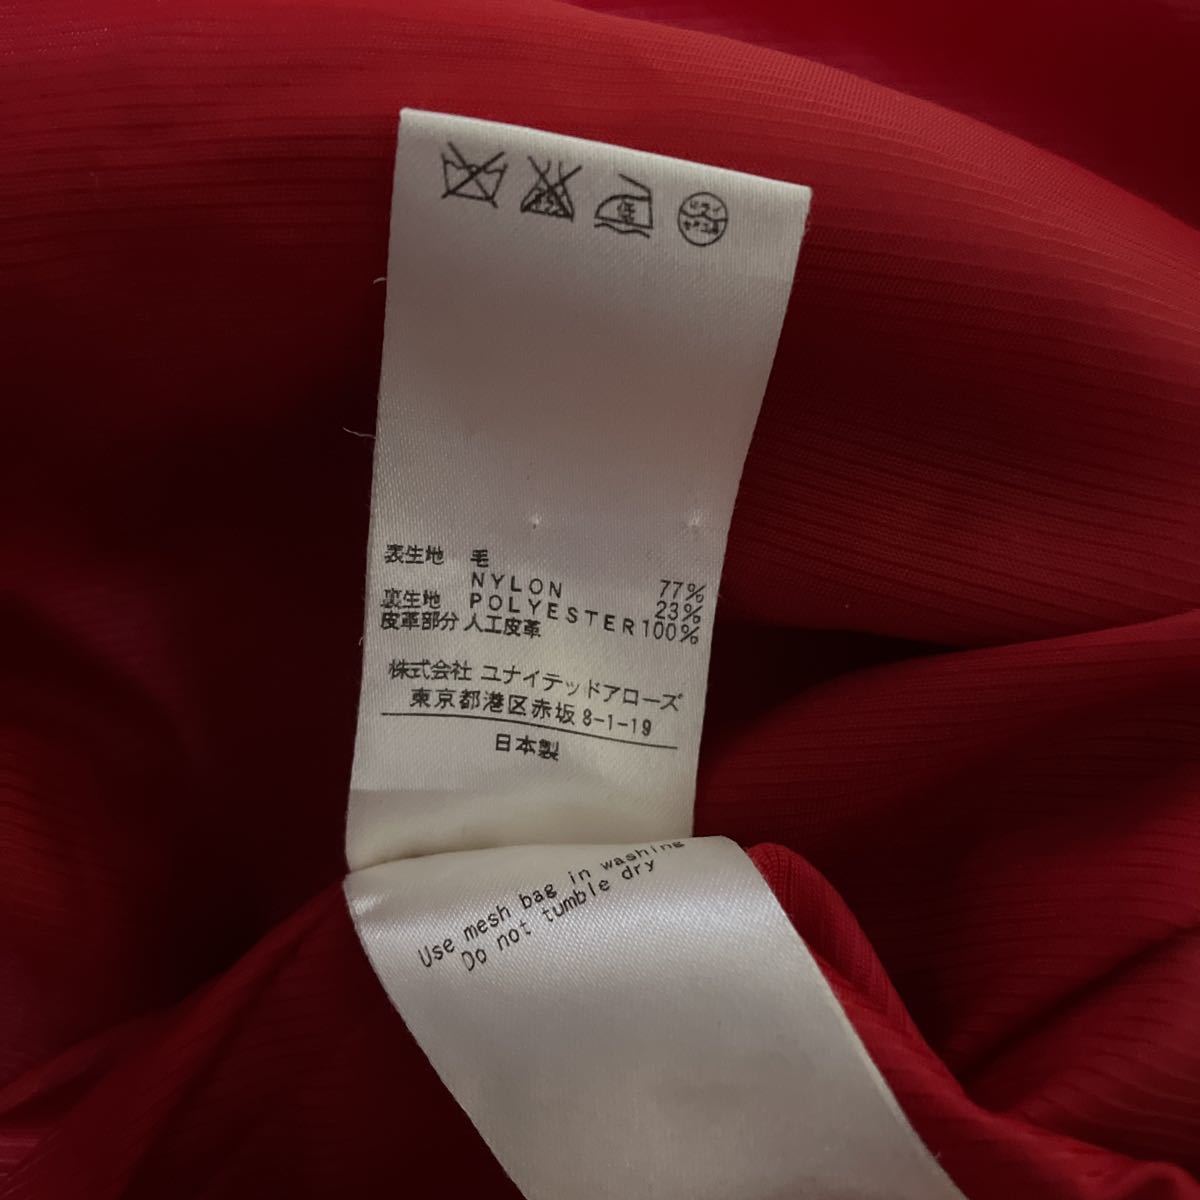 低
表生地 毛 77%
NYLON 23%
裏生地 POLYESTER 100%
皮革部分 人工皮革
株式会社 ユナイテッドアローズ
東京都港区赤坂8-1-19
日本製
Use mesh bag in washing
Do not tumble dry